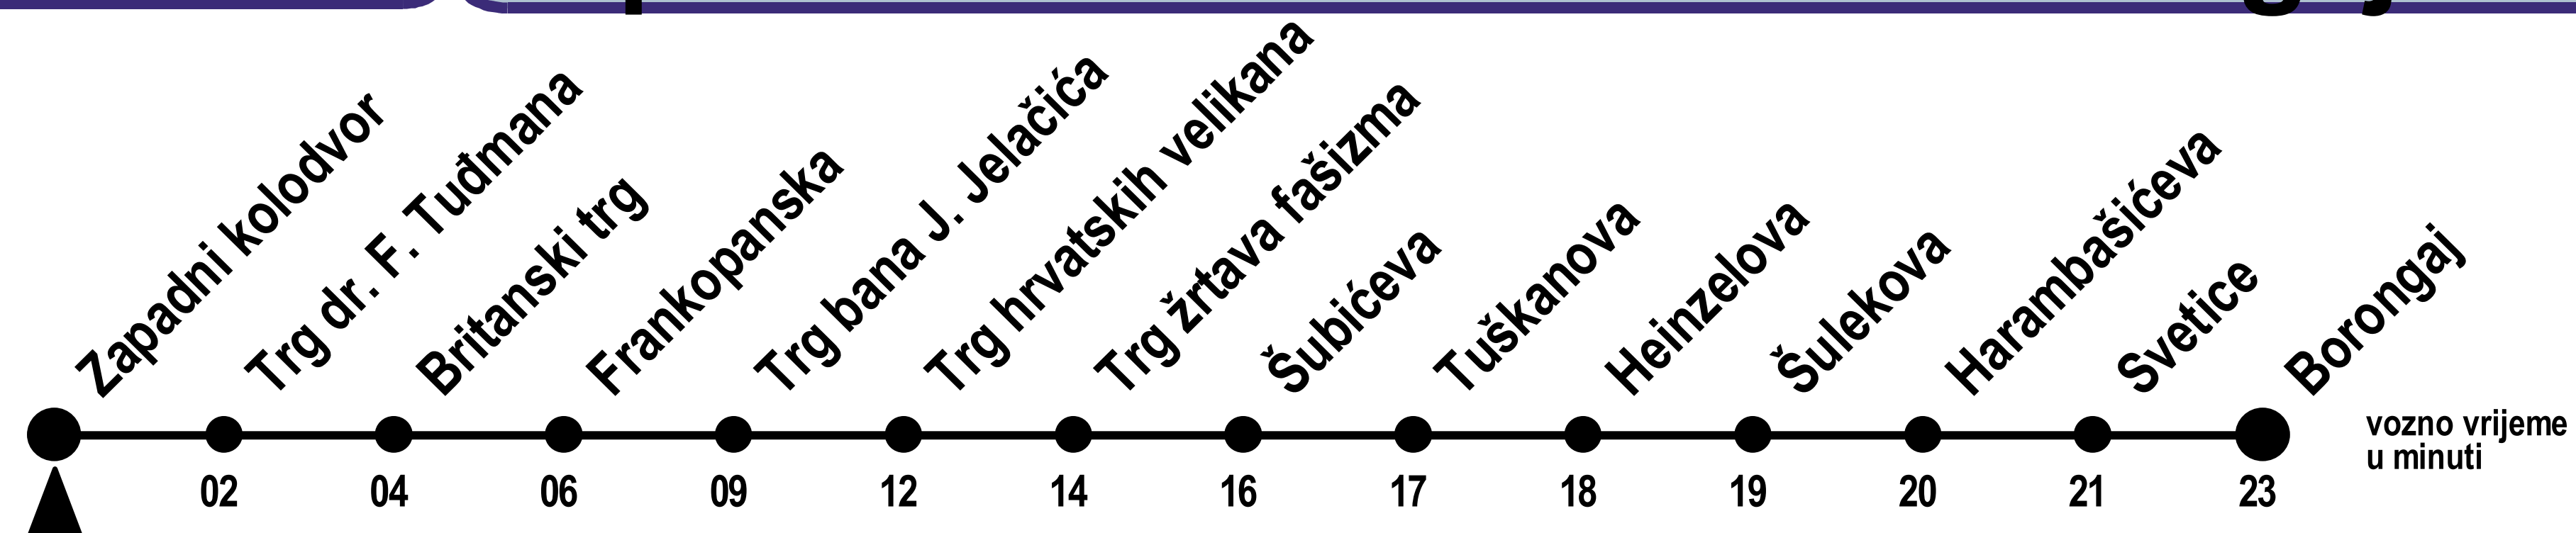 Zapadni kolodvor
Trg dr. F. Tuđmana
Britanski trg
Frankopanska
Trg bana J. Jelačića
Trg hrvatskih velikana
Trg žrtava fašizma
Šubićeva
Tuškanova
Heinzelova
Šulekova
Harambašićeva
Svetice
Borongaj
02 04 06 09 12 14 16 17 18 19 20 21 23
vozno vrijeme
u minuti